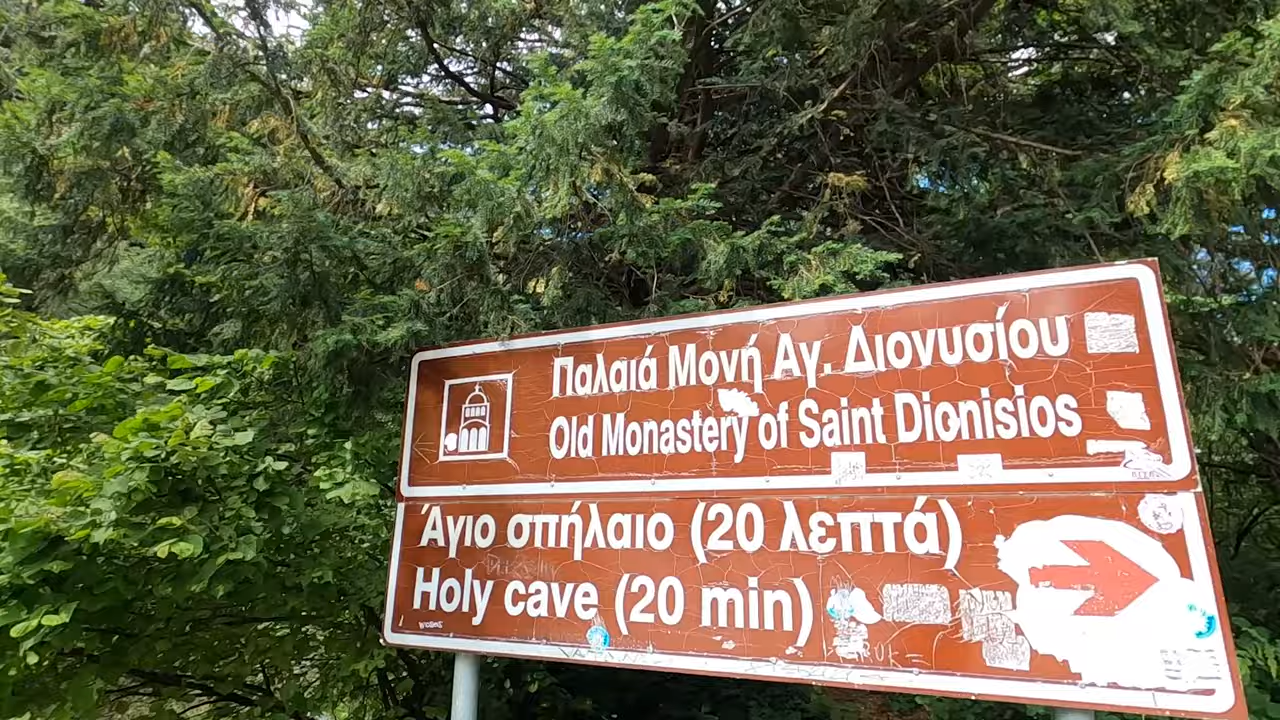 Παλαιά Μονή Αγ. Διονυσίου
Old Monastery of Saint Dionisios
Άγιο σπήλαιο (20 λεπτά)
Holy cave (20 min)